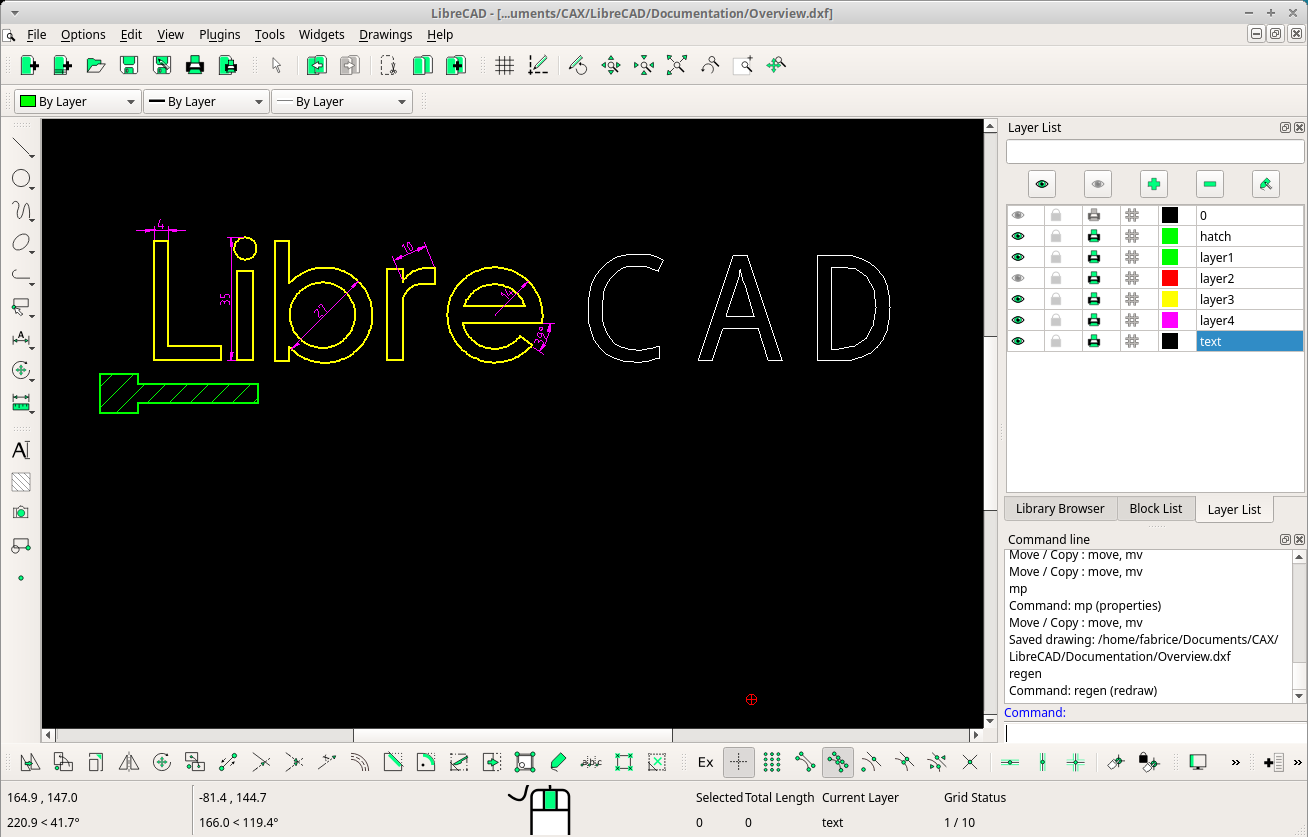 LibreCAD - [...uments/CAX/LibreCAD/Documentation/Overview.dxf]
File Options Edit View Plugins Tools Widgets Drawings Help
By Layer By Layer By Layer
Layer List
0
hatch
layer1
layer2
layer3
layer4
text
4
35
27
10
39°
Libre CAD
Library Browser Block List Layer List
Command line
Move / Copy : move, mv
Move / Copy : move, mv
mp
Command: mp (properties)
Move / Copy : move, mv
Saved drawing: /home/fabrice/Documents/CAX/
LibreCAD/Documentation/Overview.dxf
regen
Command: regen (redraw)
Command:
A
A
abc
Ex
»
»
164.9 , 147.0 -81.4 , 144.7 Selected Total Length Current Layer Grid Status
220.9 < 41.7° 166.0 < 119.4° 0 0 text 1 / 10